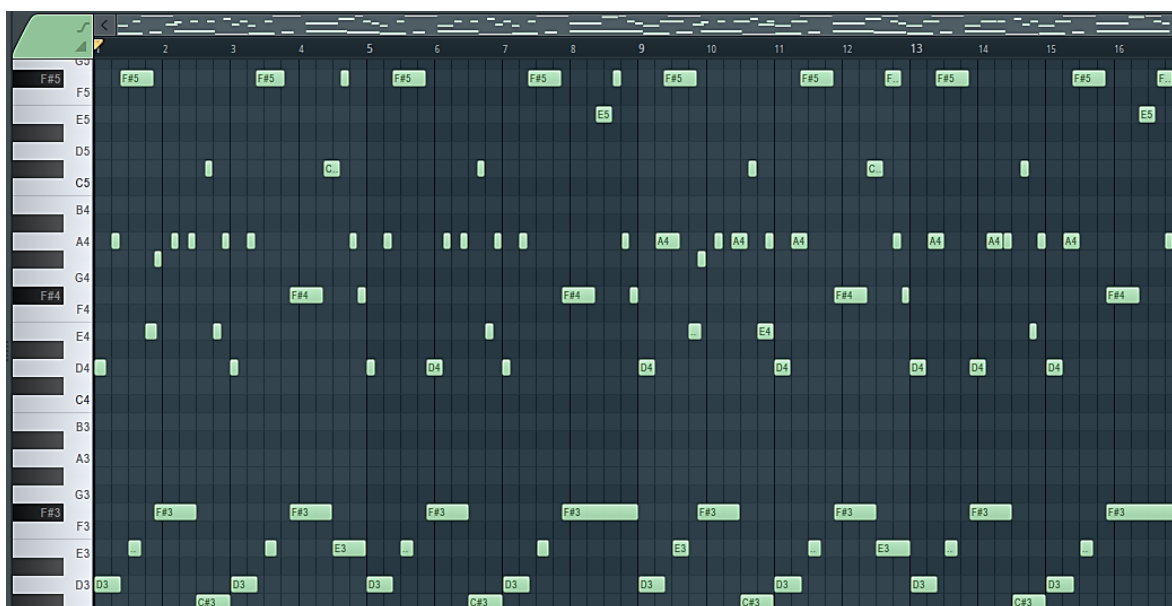 2 3 4 5 6 7 8 9 10 11 12 13 14 15 16
G5
F#5 F#5 F#5 F#5 F#5 F#5 F#5 F.. F#5 F#5 F..
F5
E5 E5 E5
D5
C.. C..
C5
B4
A4 A4 A4 A4 A4 A4 A4
G4
F#4 F#4 F#4 F#4 F#4
F4
E4 .. E4
D4 D4 D4 D4 D4 D4 D4
C4
B3
A3
G3
F#3 F#3 F#3 F#3 F#3 F#3 F#3 F#3 F#3
F3
E3 .. E3 .. E3 .. E3 .. ..
D3 D3 D3 D3 D3 D3 D3 D3 D3
C#3 C#3 C#3 C#3